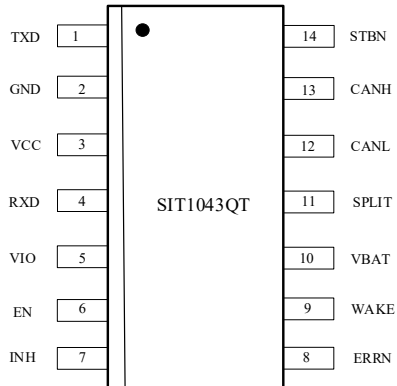 TXD 1 14 STBN
GND 2 13 CANH
VCC 3 12 CANL
RXD 4 SIT1043QT 11 SPLIT
VIO 5 10 VBAT
EN 6 9 WAKE
INH 7 8 ERRN